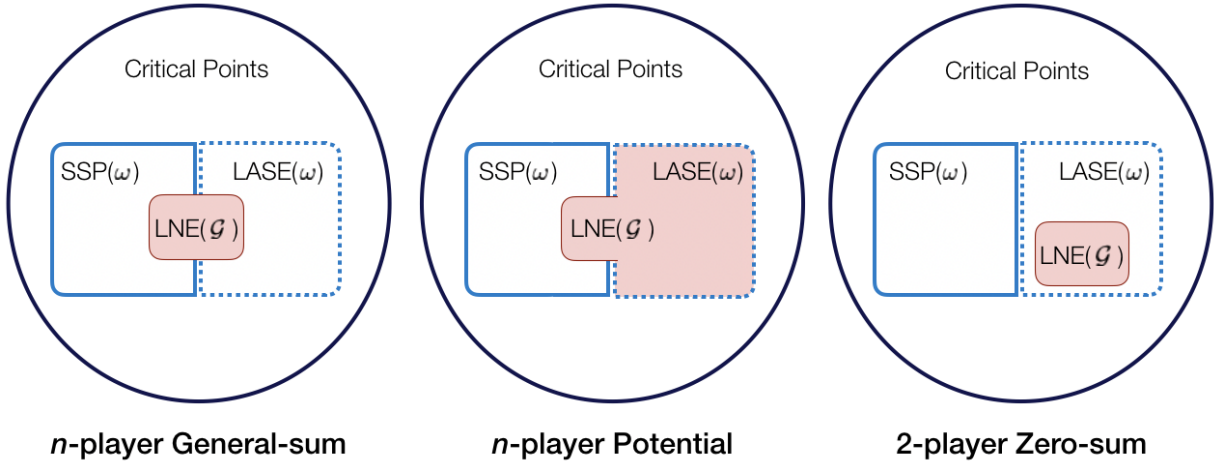 Critical Points
SSP(ω)
LASE(ω)
LNE(𝒢)
n-player General-sum
Critical Points
SSP(ω)
LASE(ω)
LNE(𝒢)
n-player Potential
Critical Points
SSP(ω)
LASE(ω)
LNE(𝒢)
2-player Zero-sum